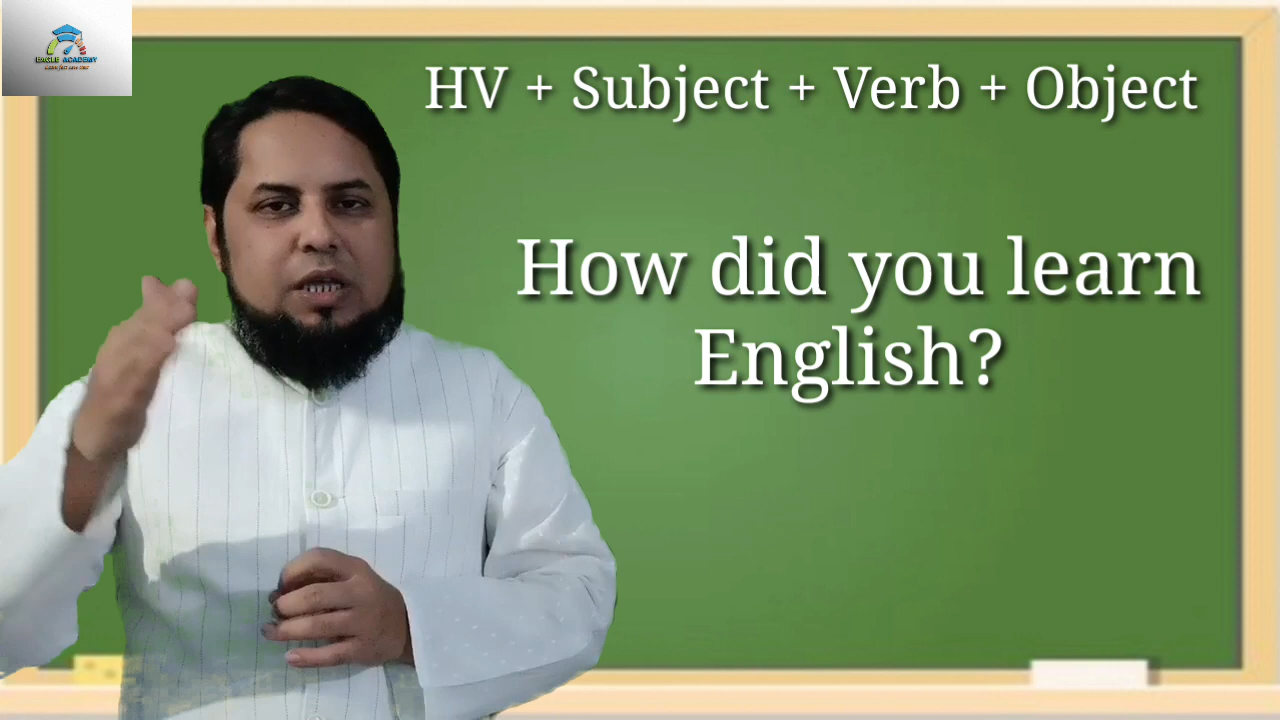 EAGLE ACADEMY
HV + Subject + Verb + Object
How did you learn
English?